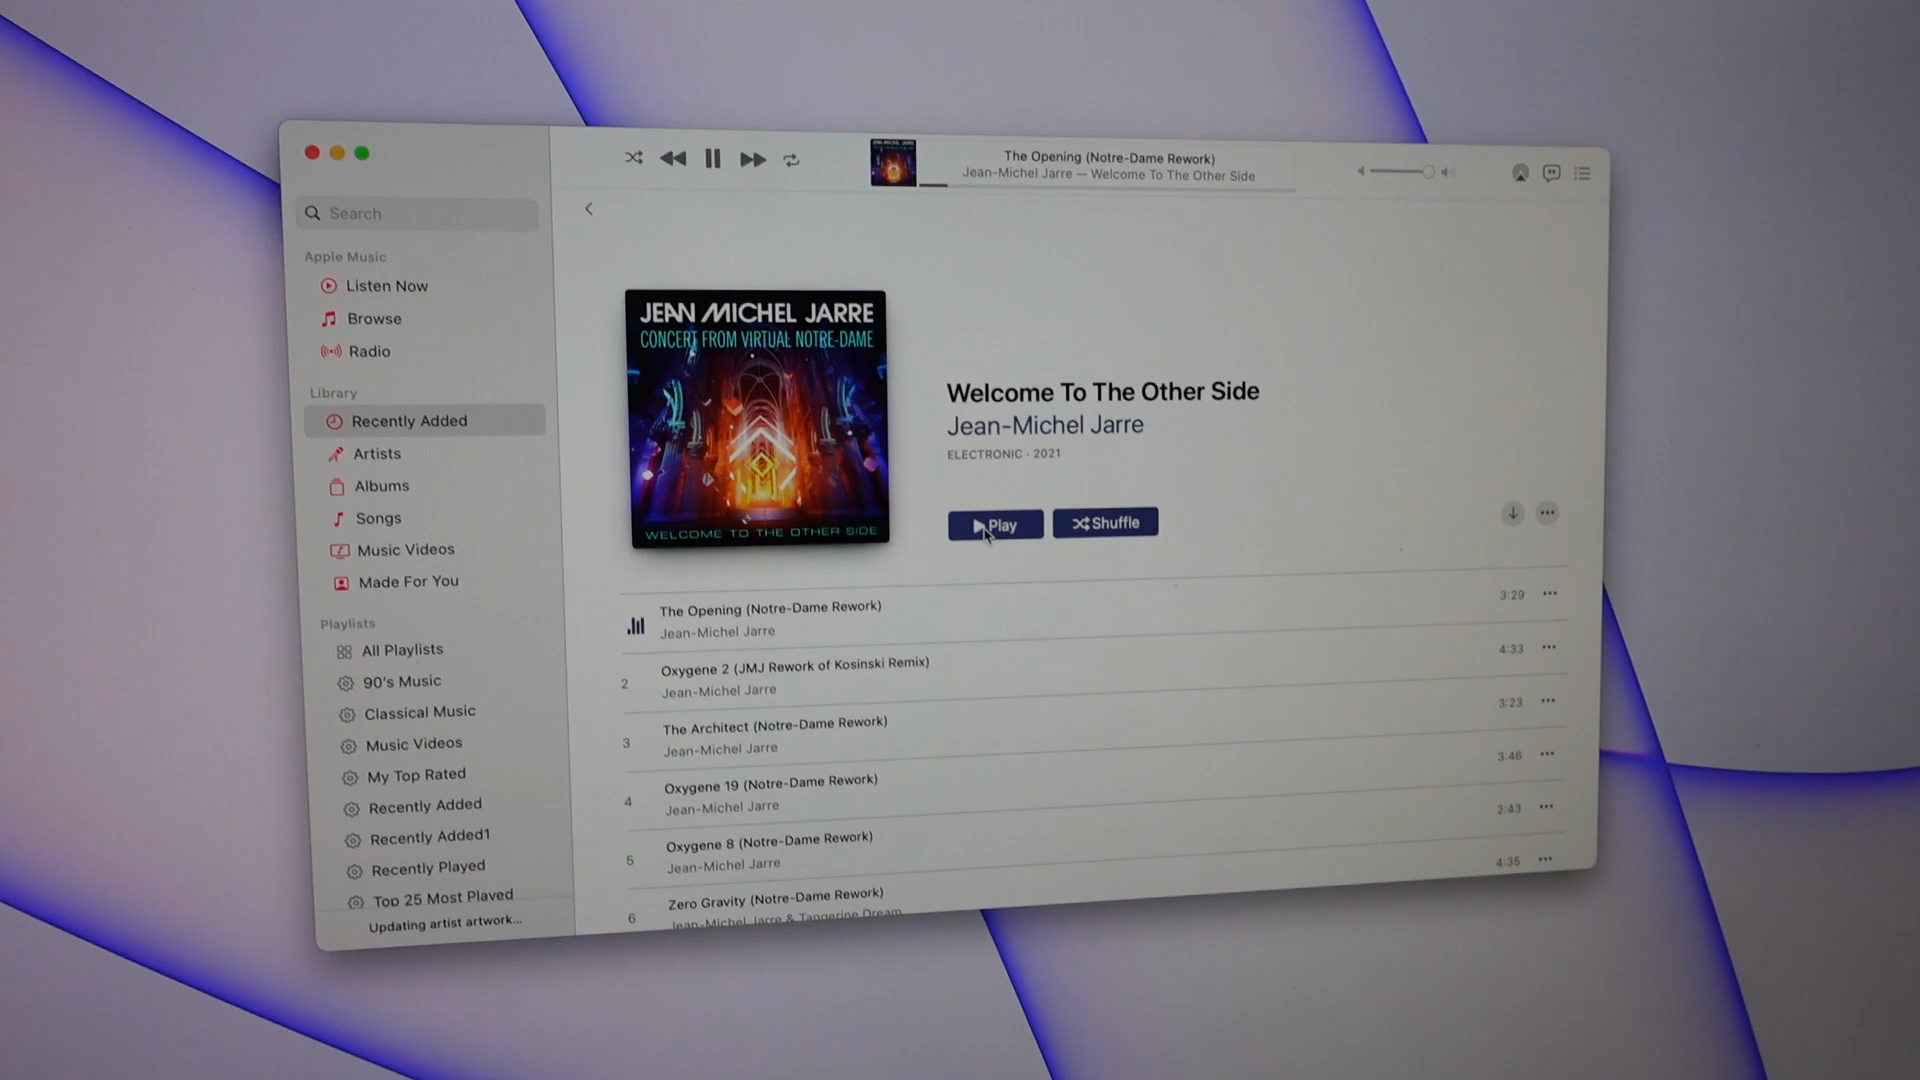 The Opening (Notre-Dame Rework)
Jean-Michel Jarre — Welcome To The Other Side
Search
Apple Music
Listen Now
Browse
Radio
Library
Recently Added
Artists
Albums
Songs
Music Videos
Made For You
Playlists
All Playlists
90's Music
Classical Music
Music Videos
My Top Rated
Recently Added
Recently Added1
Recently Played
Top 25 Most Played
Updating artist artwork...
JEAN MICHEL JARRE
CONCERT FROM VIRTUAL NOTRE-DAME
WELCOME TO THE OTHER SIDE
Welcome To The Other Side
Jean-Michel Jarre
ELECTRONIC · 2021
Play
Shuffle
The Opening (Notre-Dame Rework)
Jean-Michel Jarre
3:29
2
Oxygene 2 (JMJ Rework of Kosinski Remix)
Jean-Michel Jarre
4:33
3
The Architect (Notre-Dame Rework)
Jean-Michel Jarre
3:23
4
Oxygene 19 (Notre-Dame Rework)
Jean-Michel Jarre
3:46
5
Oxygene 8 (Notre-Dame Rework)
Jean-Michel Jarre
2:43
6
Zero Gravity (Notre-Dame Rework)
Jean-Michel Jarre & Tangerine Dream
4:35